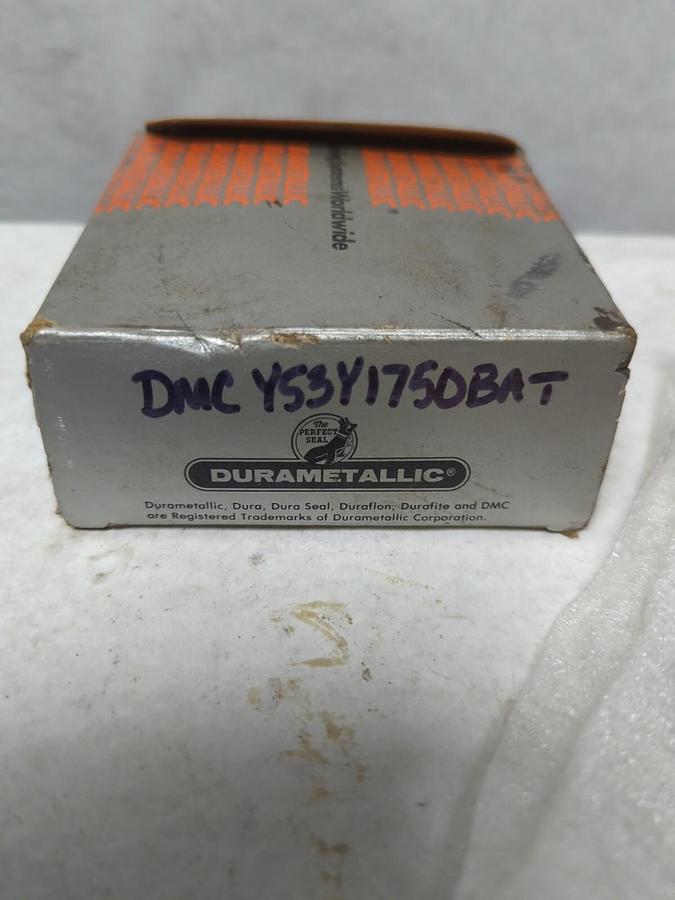 Worldwide
DMC Y53Y1750BAT
The
PERFECT
SEAL
DURAMETALLIC®
Durametallic, Dura, Dura Seal, Duraflon, Durafite and DMC
are Registered Trademarks of Durametallic Corporation.